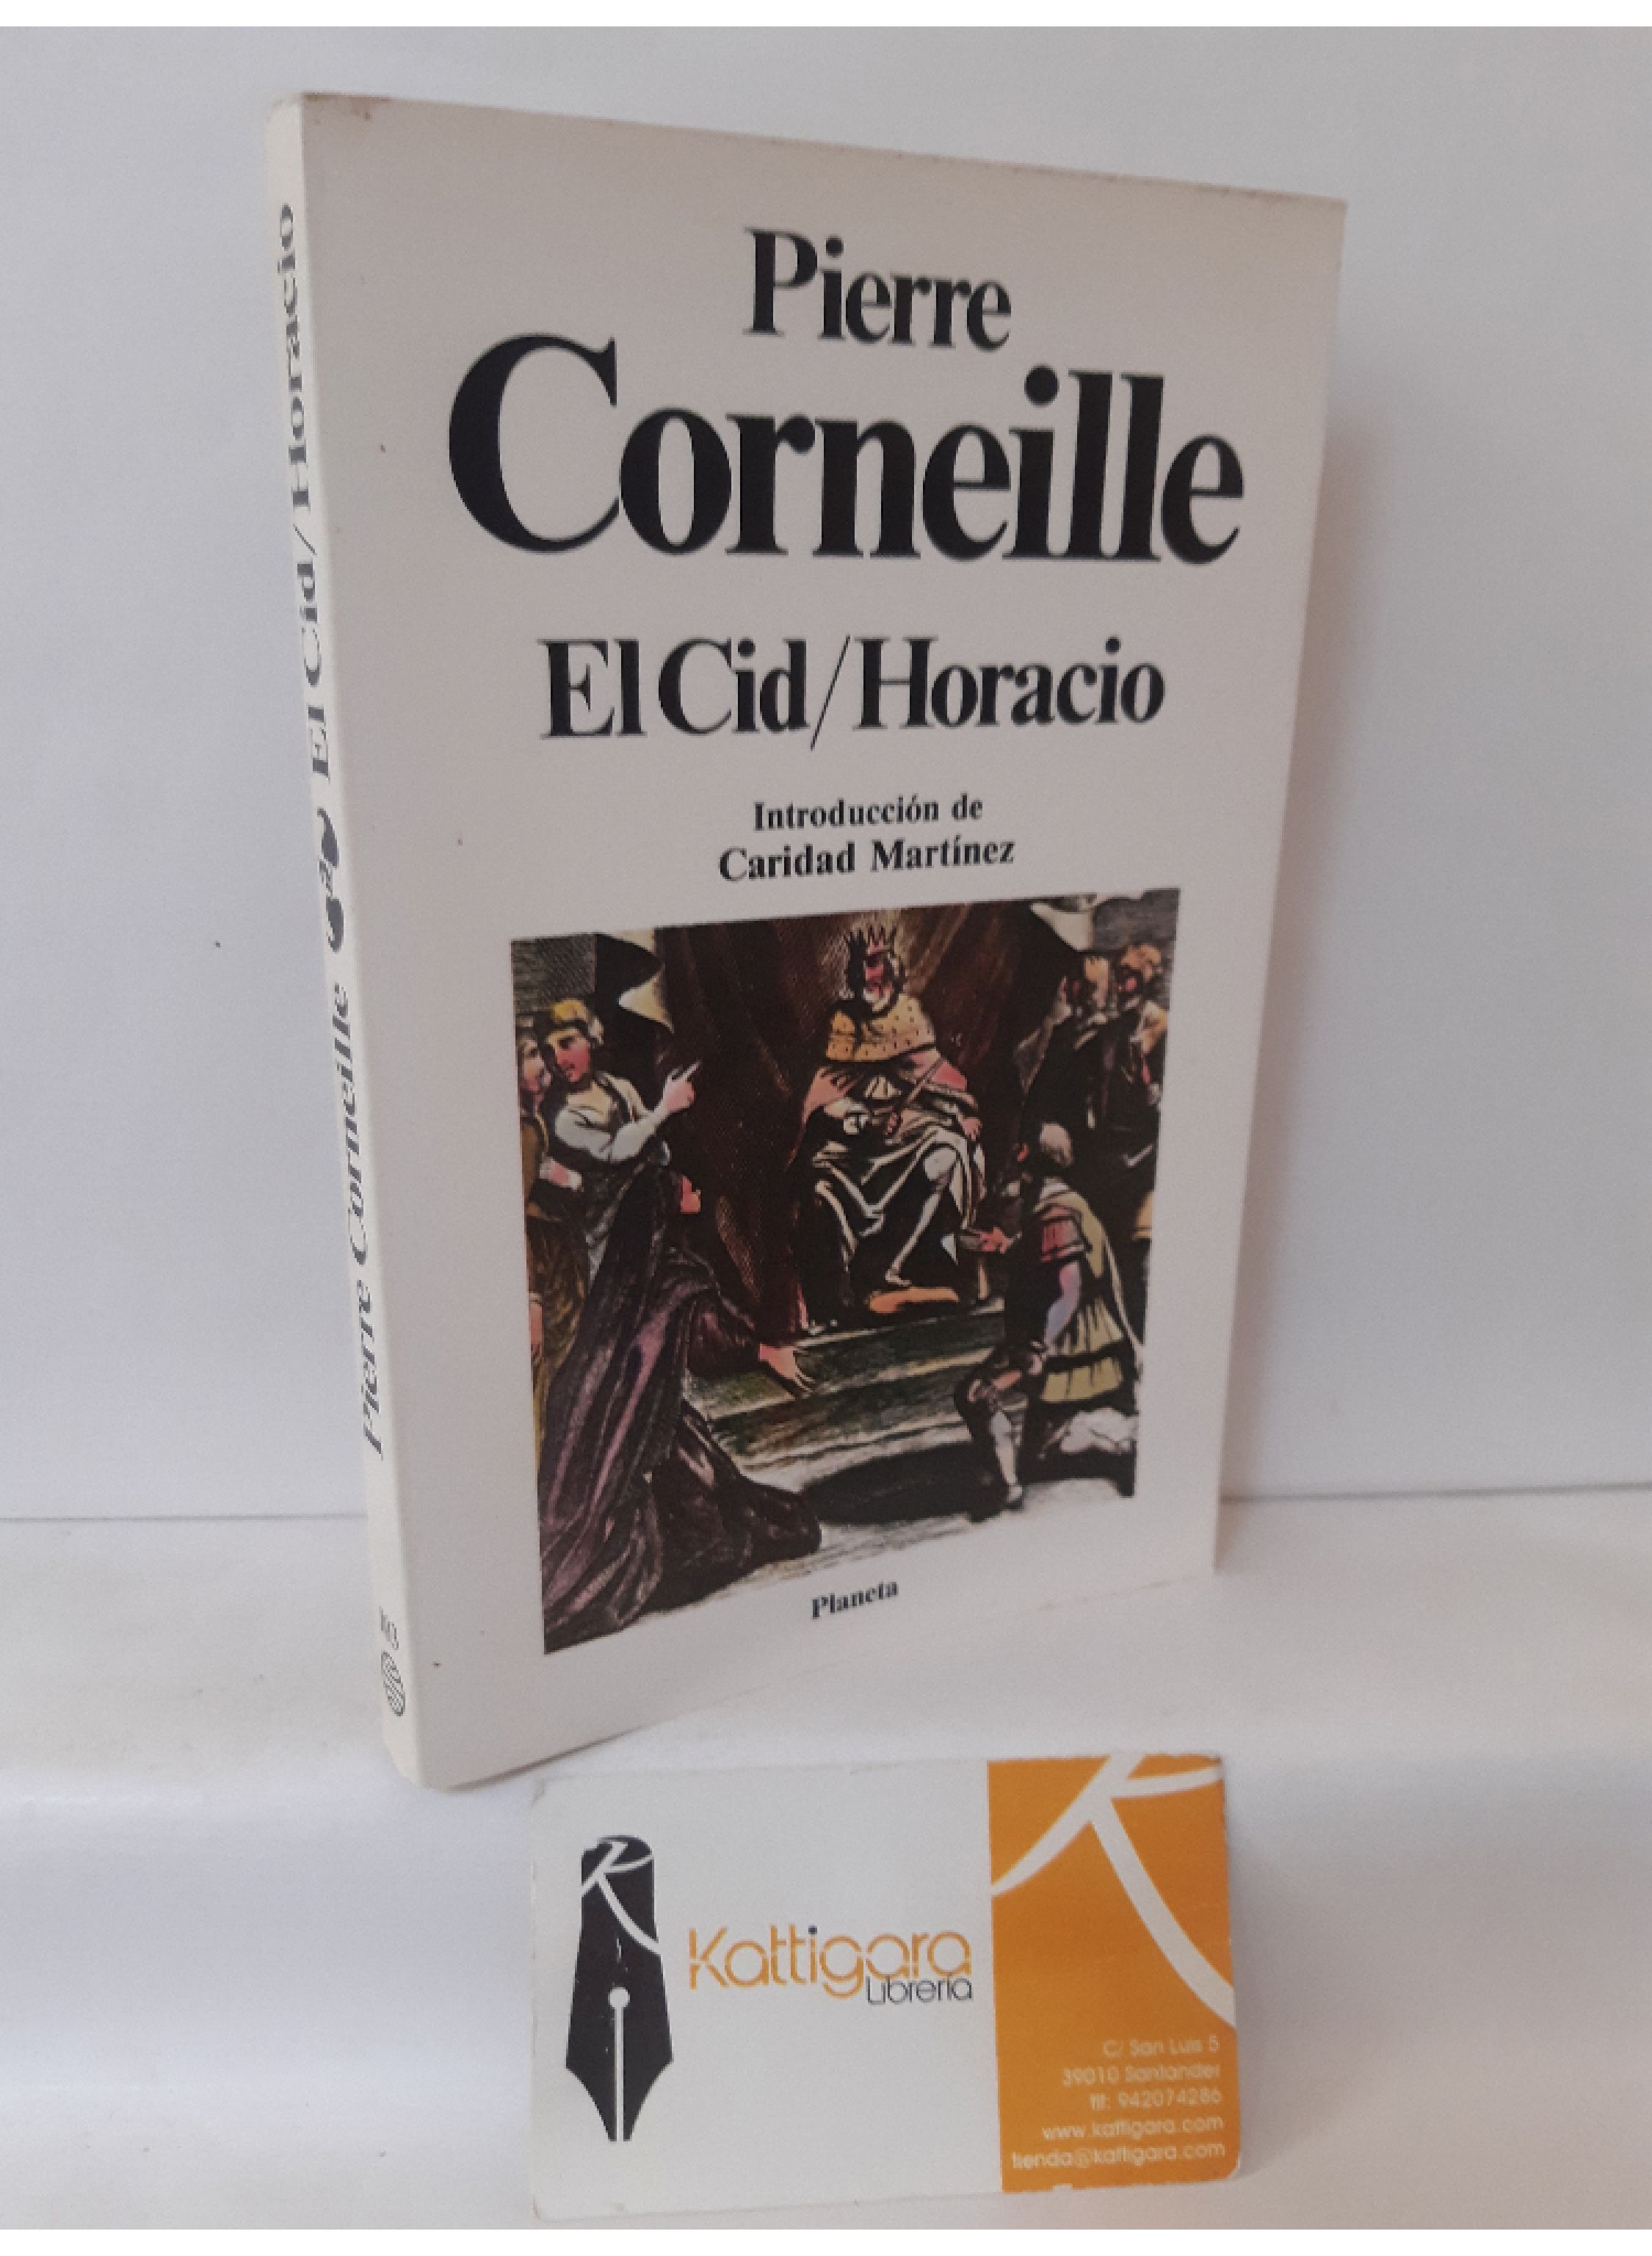 Pierre Corneille El Cid/Horacio
Pierre
Corneille
El Cid/Horacio
Introducción de
Caridad Martínez
Planeta
Kattigara
Librería
C/ San Luis 5
39010 Santander
tlf: 942074286
www.kattigara.com
tienda@kattigara.com